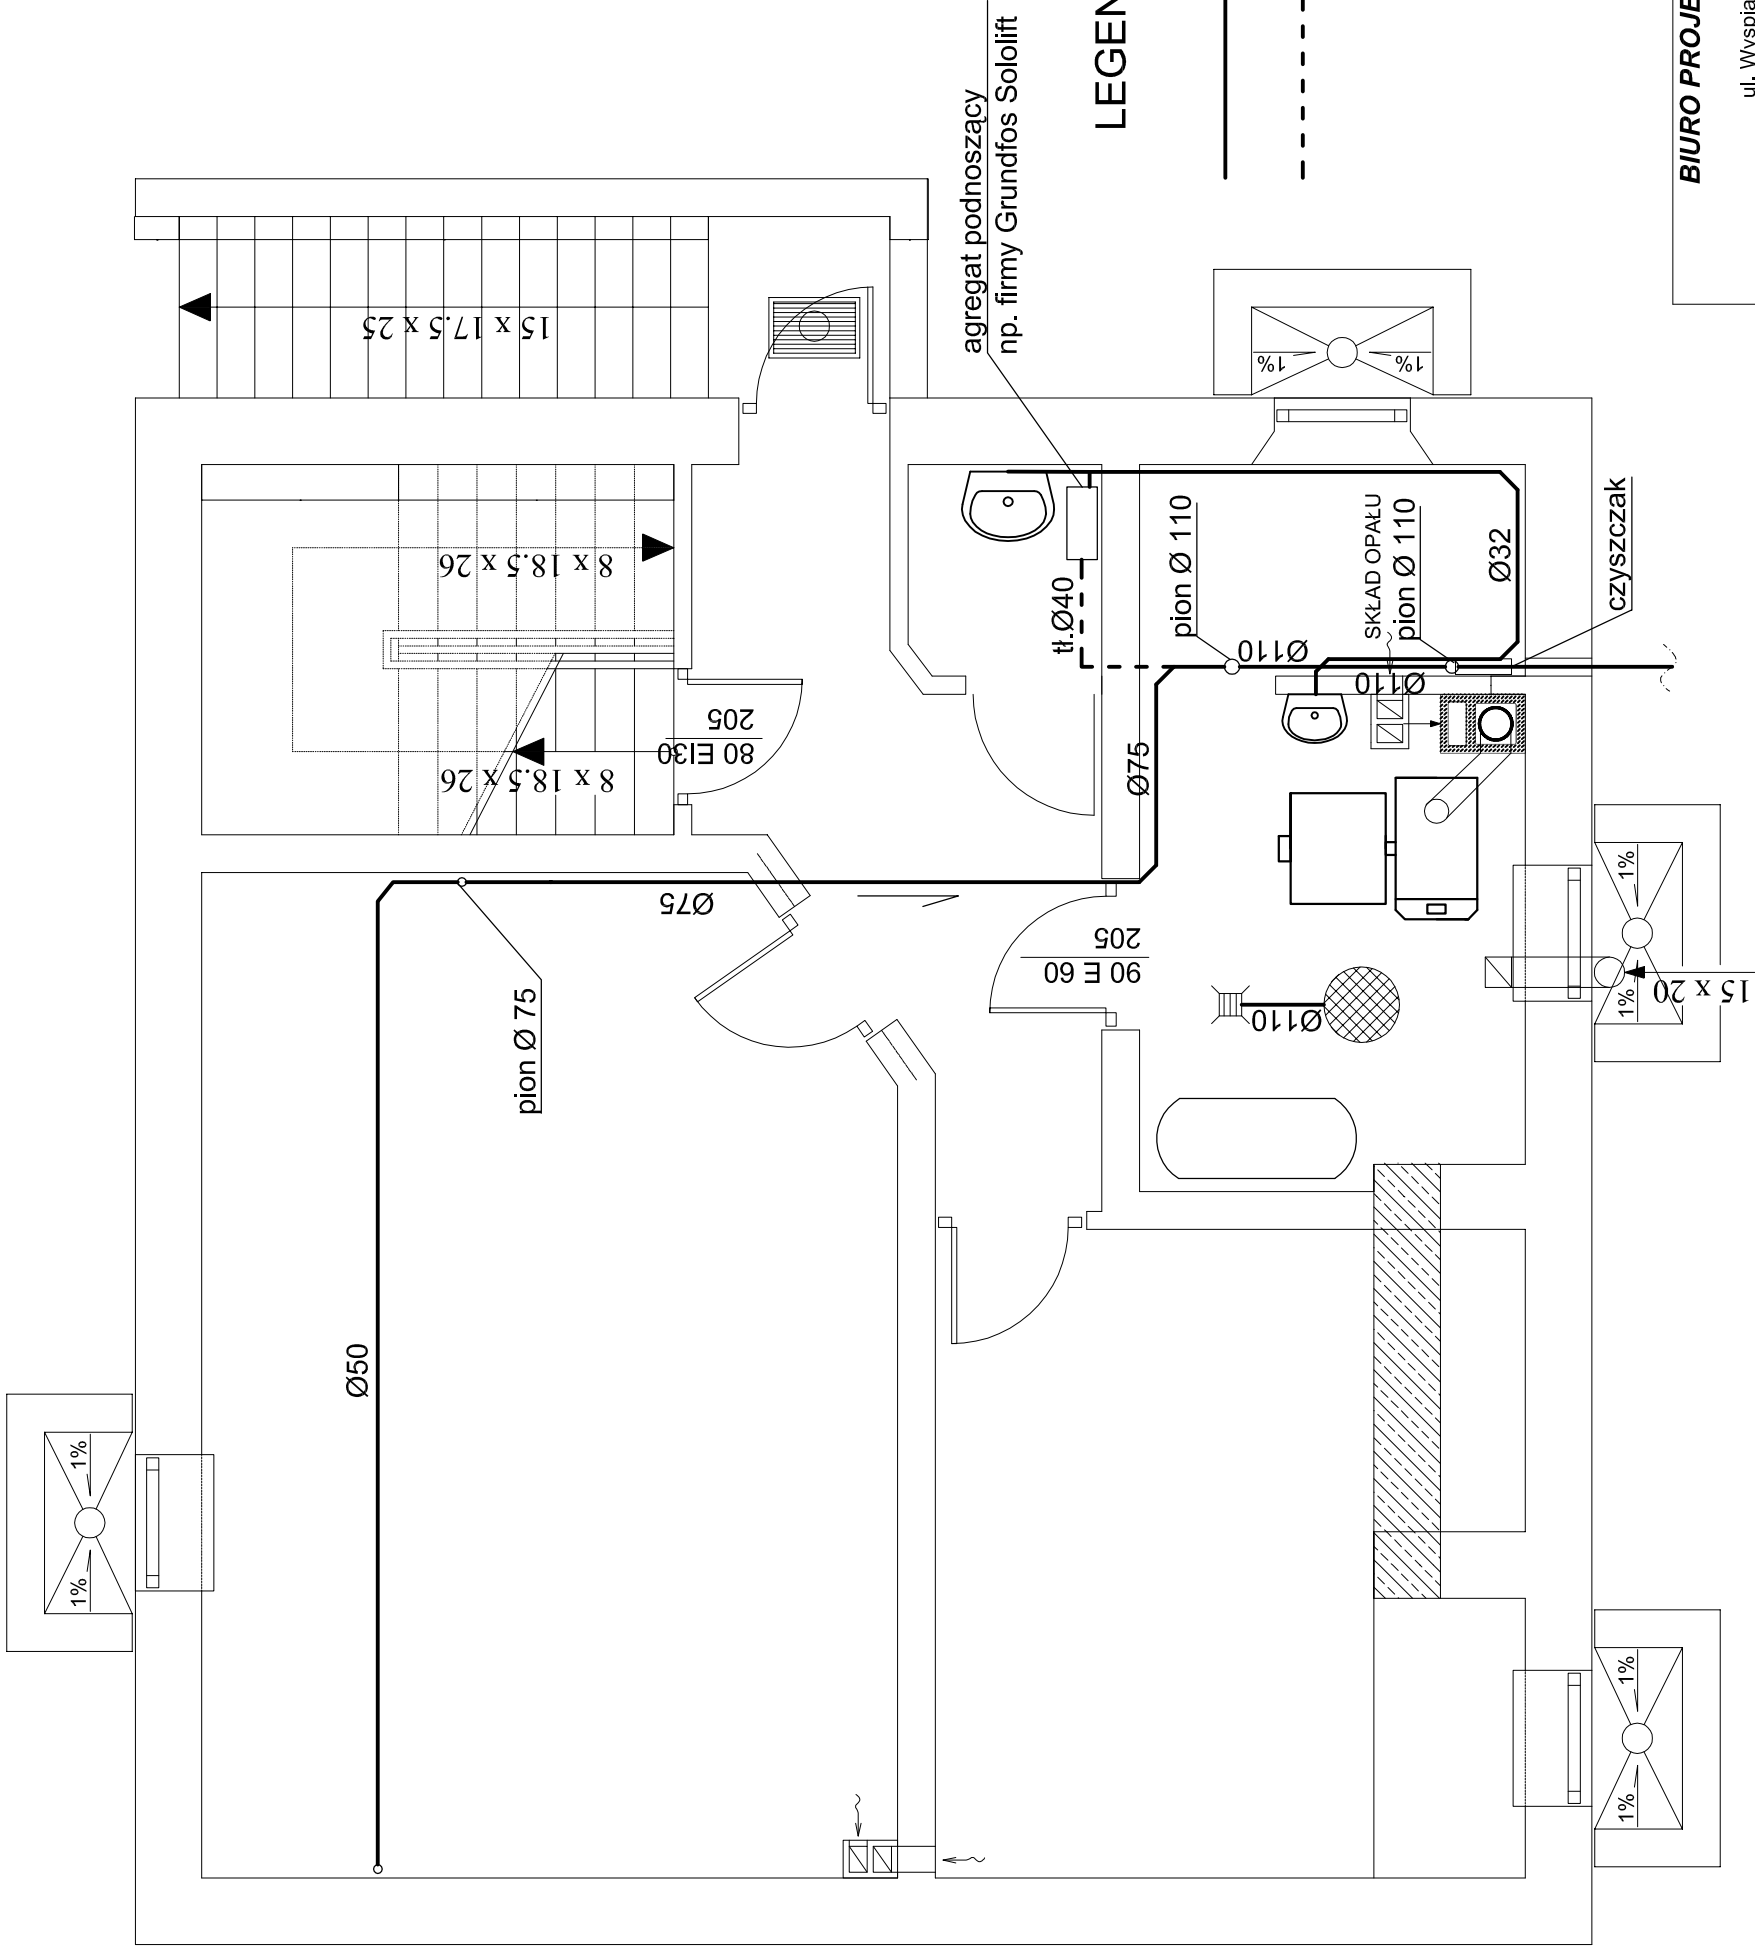 15 x 17.5 x 25
8 x 18.5 x 26
8 x 18.5 x 26
80 EI30
205
agregat podnoszący
np. firmy Grundfos Sololift
LEGEN
BIURO PROJE
ul. Wyspia
1%
1%
tł.Ø40
pion Ø 110
Ø110
SKŁAD OPAŁU
pion Ø 110
Ø110
Ø32
czyszczak
Ø75
Ø75
pion Ø 75
90 E 60
205
Ø110
1%
1%
15 x 20
Ø50
1%
1%
1%
1%